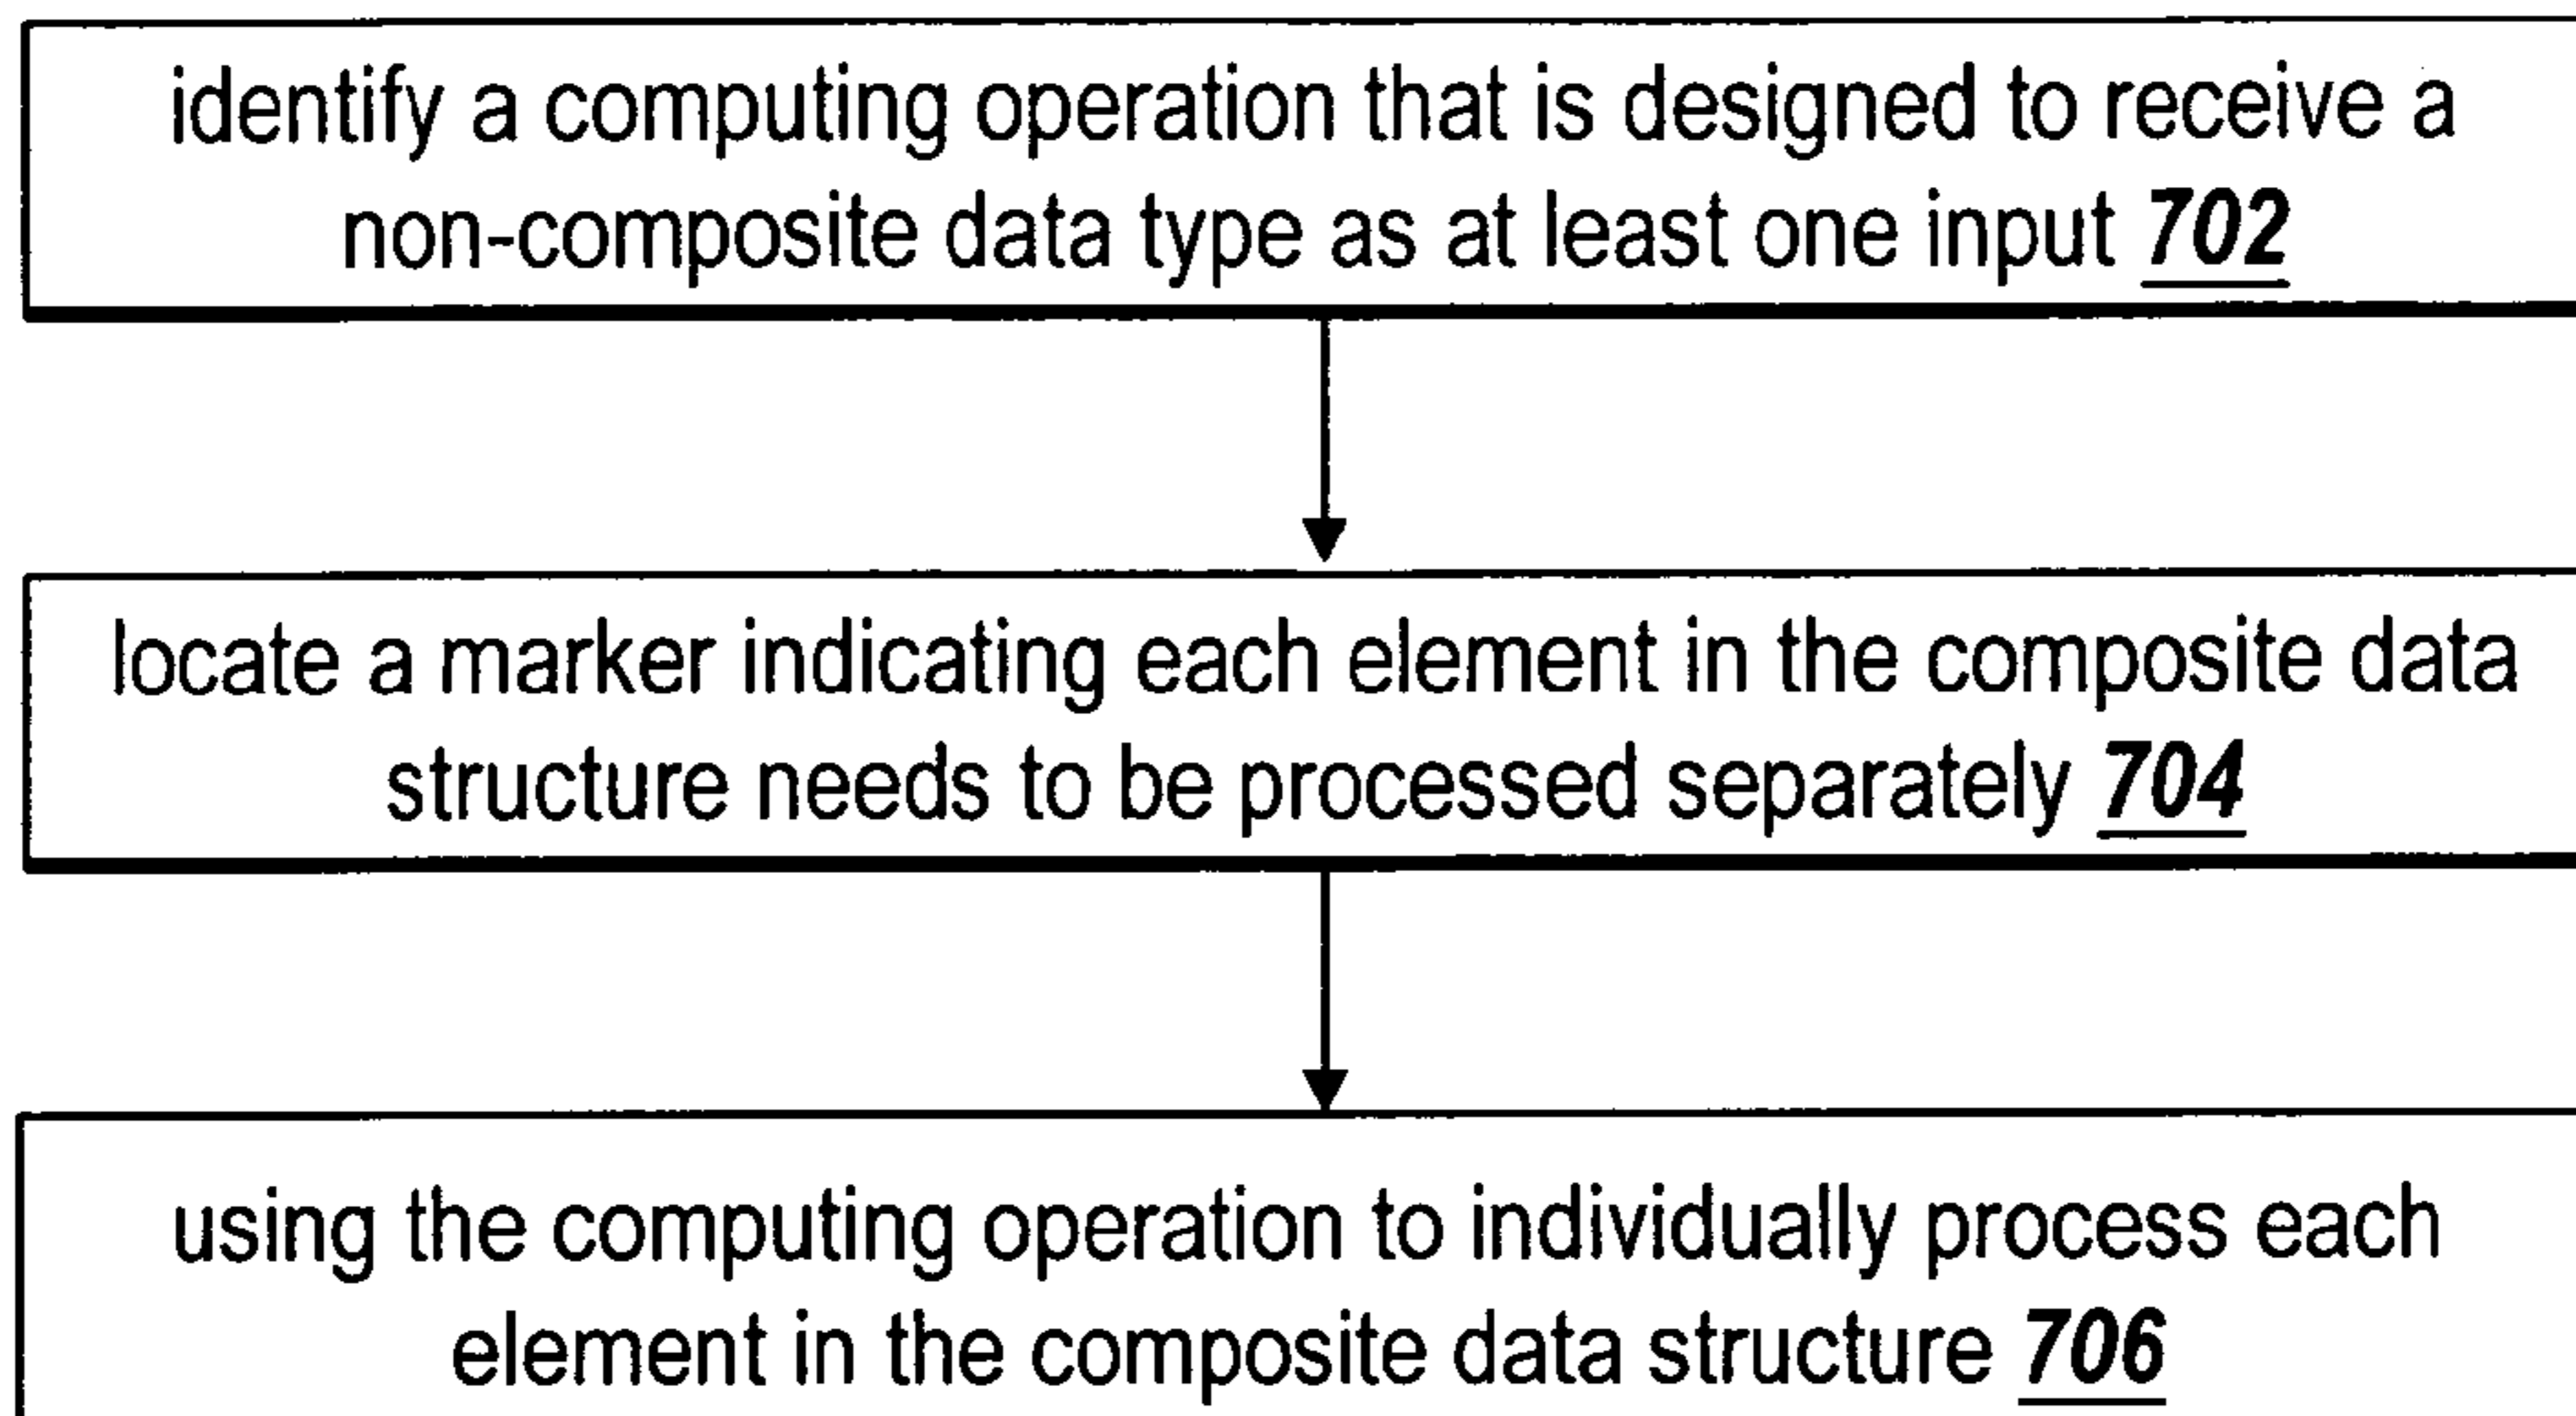 identify a computing operation that is designed to receive a
non-composite data type as at least one input 702
locate a marker indicating each element in the composite data
structure needs to be processed separately 704
using the computing operation to individually process each
element in the composite data structure 706